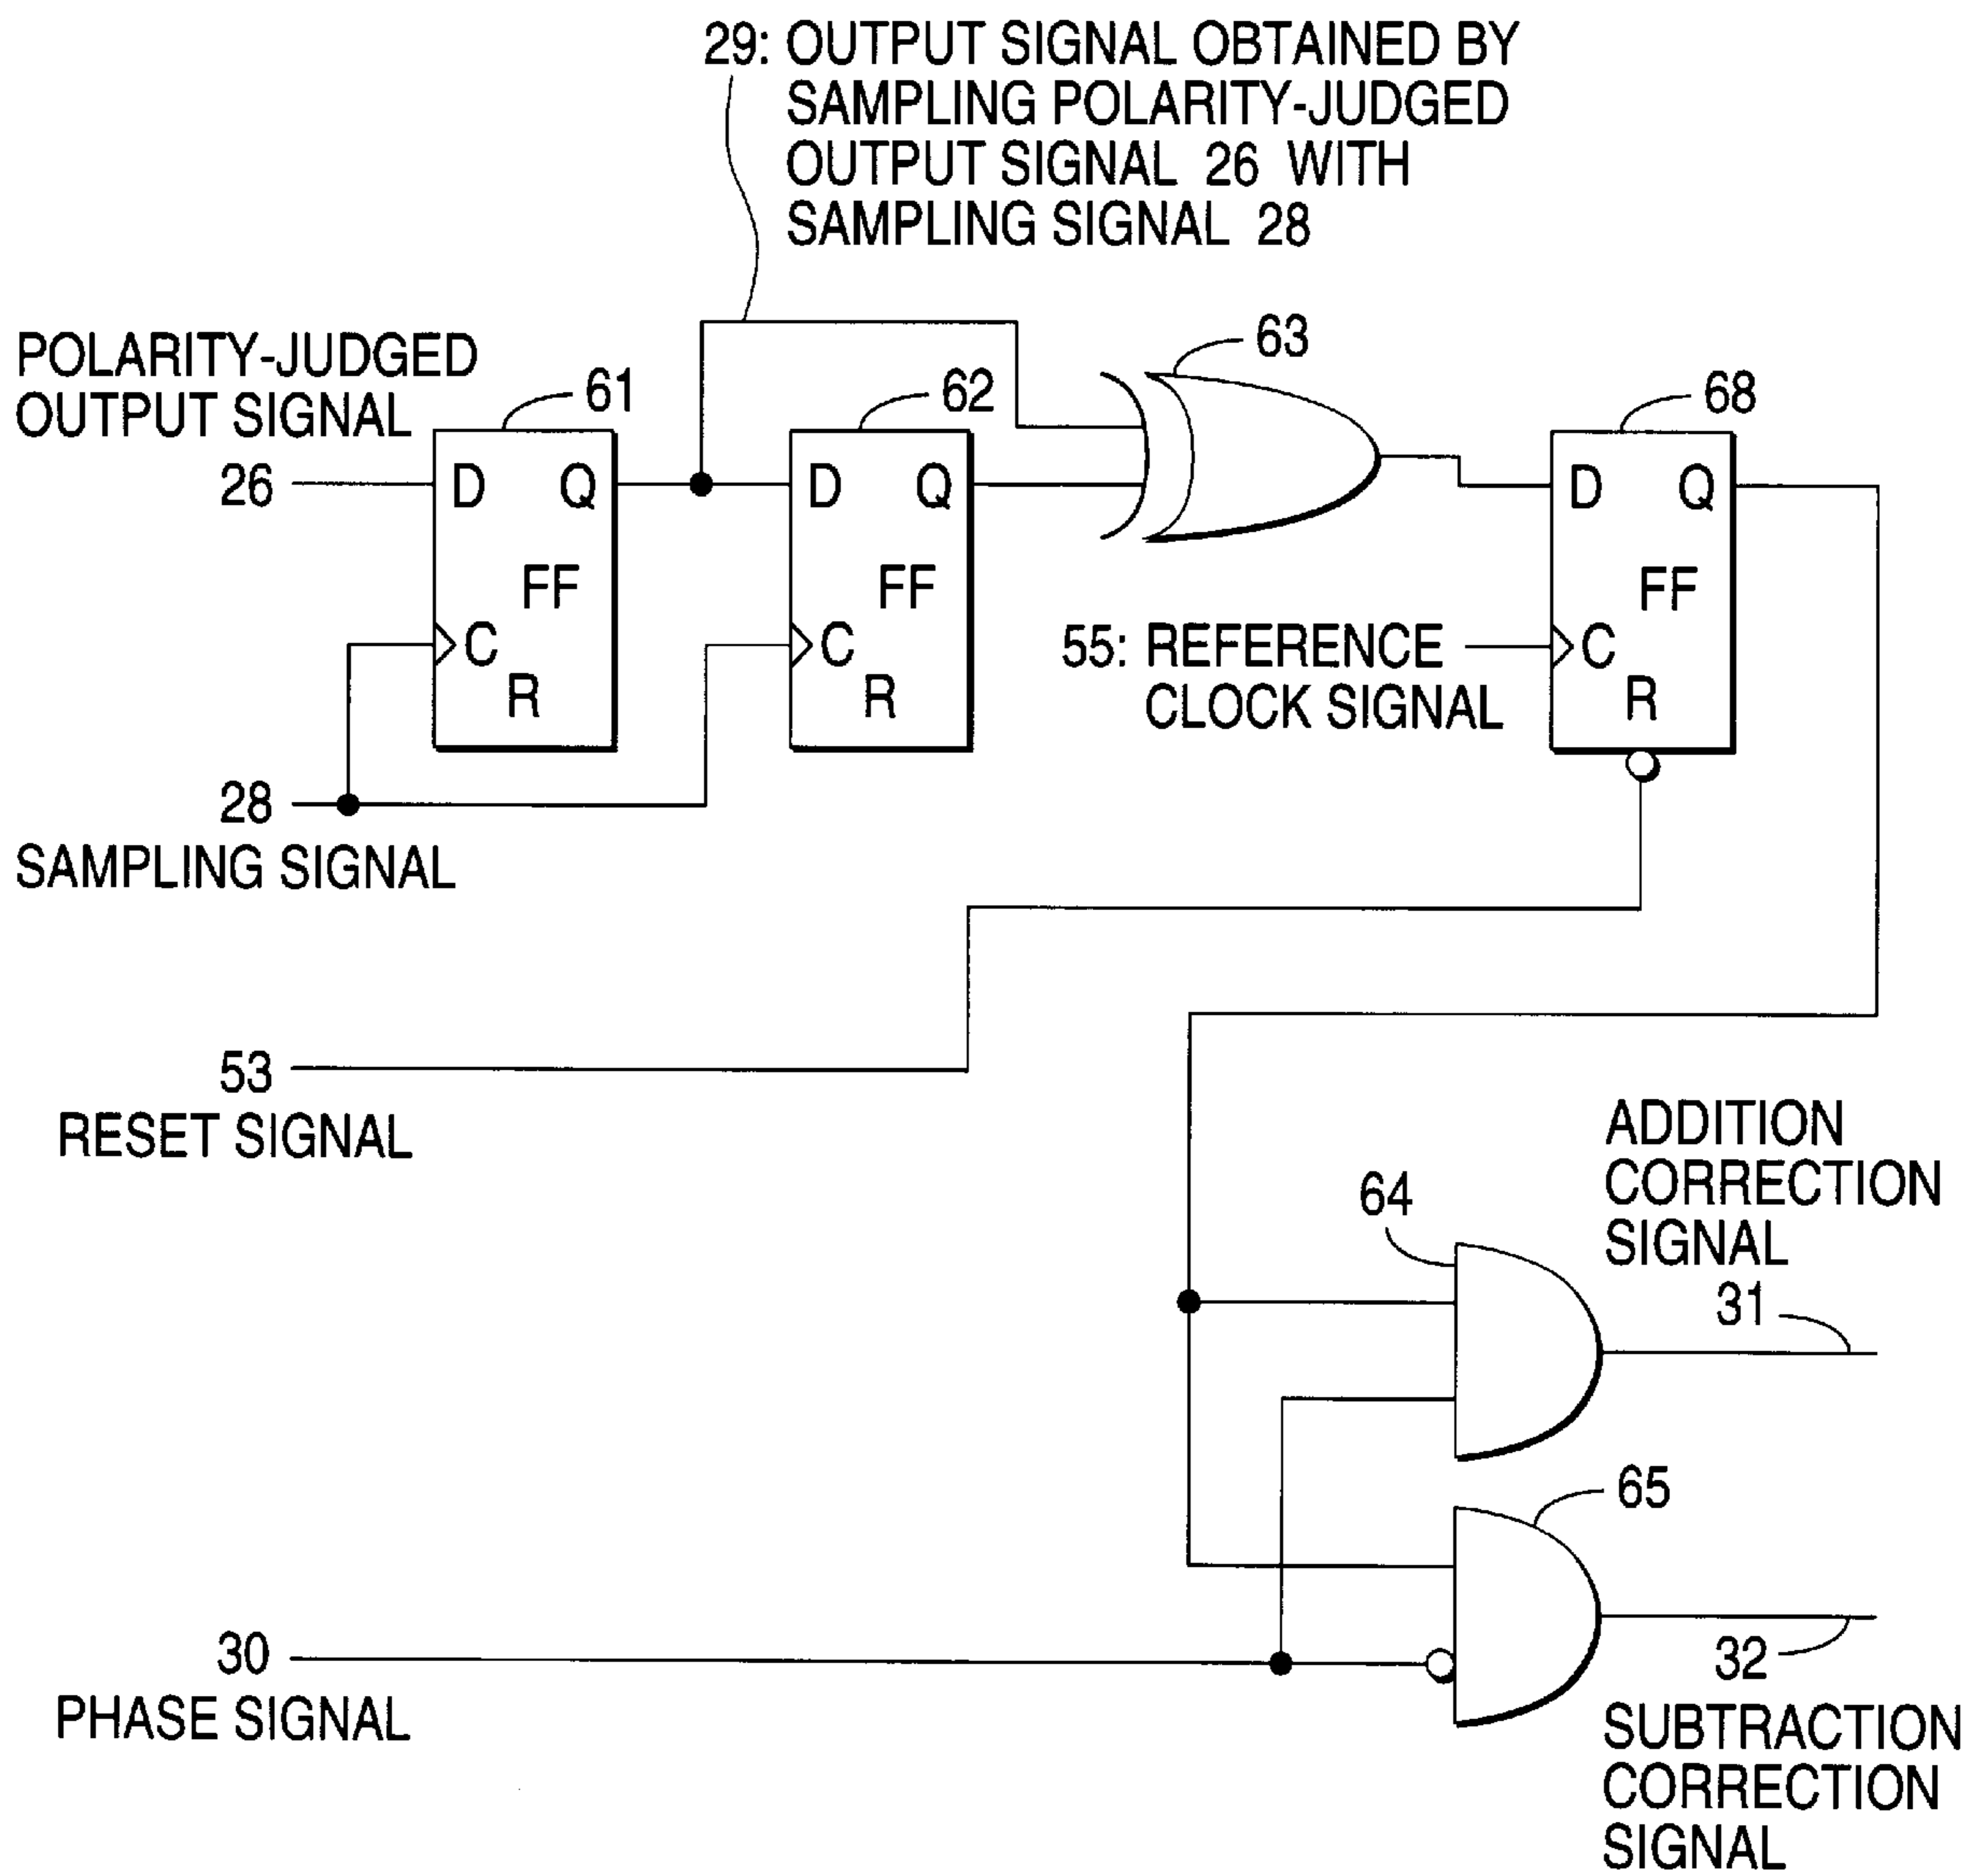 29: OUTPUT SIGNAL OBTAINED BY
SAMPLING POLARITY-JUDGED
OUTPUT SIGNAL 26 WITH
SAMPLING SIGNAL 28
POLARITY-JUDGED
OUTPUT SIGNAL
26
61
D Q
FF
C
R
62
D Q
FF
C
R
63
68
D Q
FF
C
R
55: REFERENCE
CLOCK SIGNAL
28
SAMPLING SIGNAL
53
RESET SIGNAL
64
ADDITION
CORRECTION
SIGNAL
31
65
30
PHASE SIGNAL
32
SUBTRACTION
CORRECTION
SIGNAL